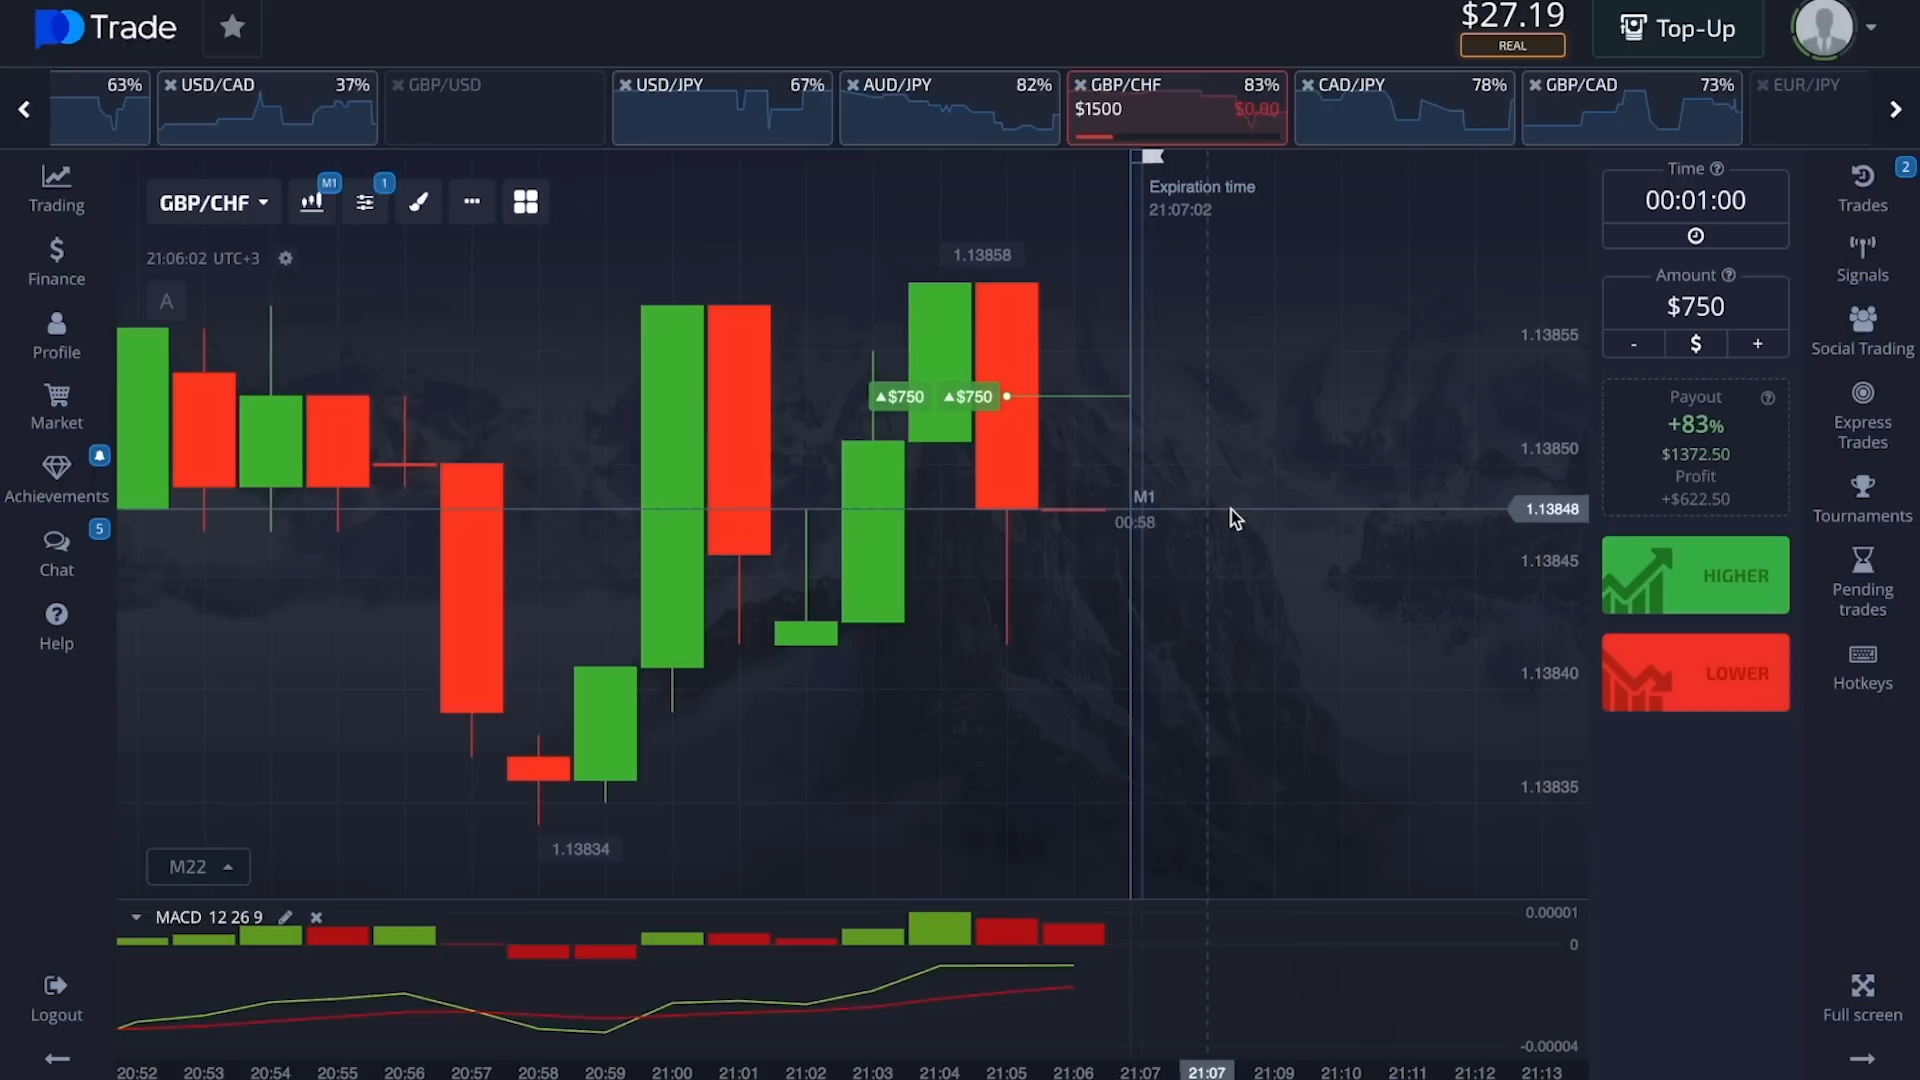 Trade
$27.19
REAL
Top-Up
63%
USD/CAD 37%
GBP/USD
USD/JPY 67%
AUD/JPY 82%
GBP/CHF 83%
$1500 $0.00
CAD/JPY 78%
GBP/CAD 73%
EUR/JPY
Trading
Finance
Profile
Market
Achievements
5
Chat
Help
Logout
GBP/CHF
M1
1
21:06:02 UTC+3
A
Expiration time
21:07:02
1.13858
$750 $750
M1
00:58
1.13834
M22
1.13855
1.13850
1.13848
1.13845
1.13840
1.13835
MACD 12 26 9
0.00001
0
-0.00004
20:52 20:53 20:54 20:55 20:56 20:57 20:58 20:59 21:00 21:01 21:02 21:03 21:04 21:05 21:06 21:07 21:07 21:09 21:10 21:11 21:12 21:13
Time
00:01:00
Amount
$750
- $ +
Payout
+83%
$1372.50
Profit
+$622.50
HIGHER
LOWER
2
Trades
Signals
Social Trading
Express
Trades
Tournaments
Pending
trades
Hotkeys
Full screen